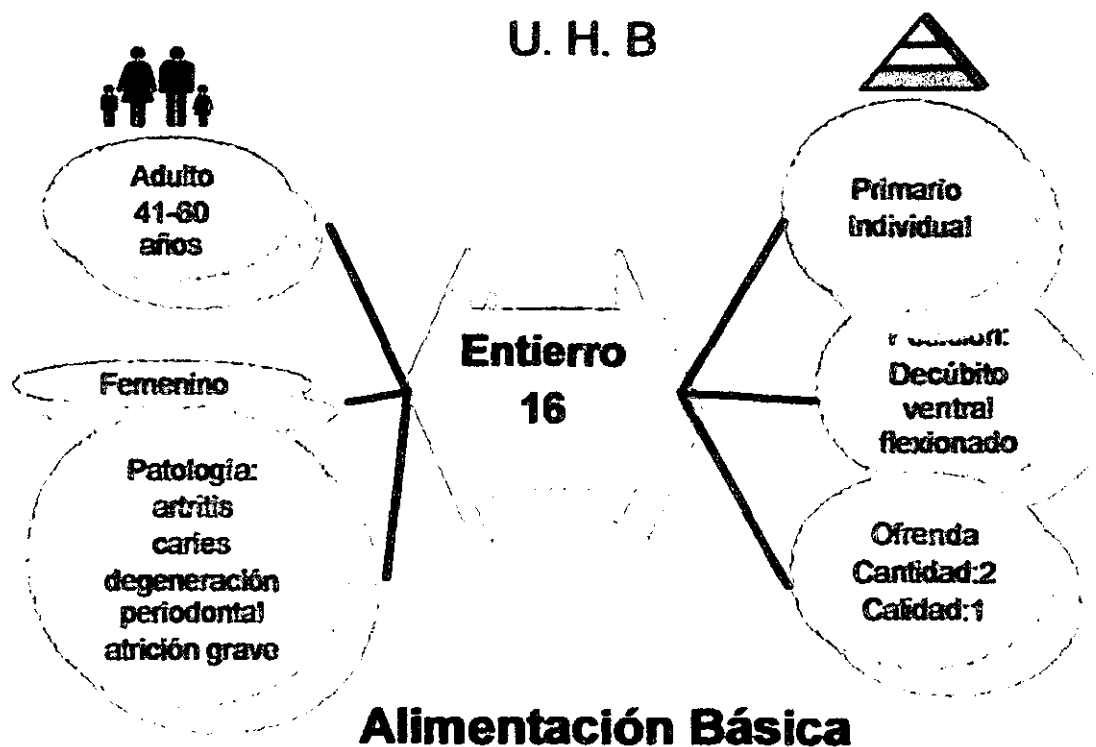 U. H. B
Adulto
41-60
años
Femenino
Patología:
artritis
caries
degeneración
periodontal
atrición grave
Entierro
16
Primario
Individual
Decúbito
ventral
flexionado
Ofrenda
Cantidad:2
Calidad:1
Alimentación Básica